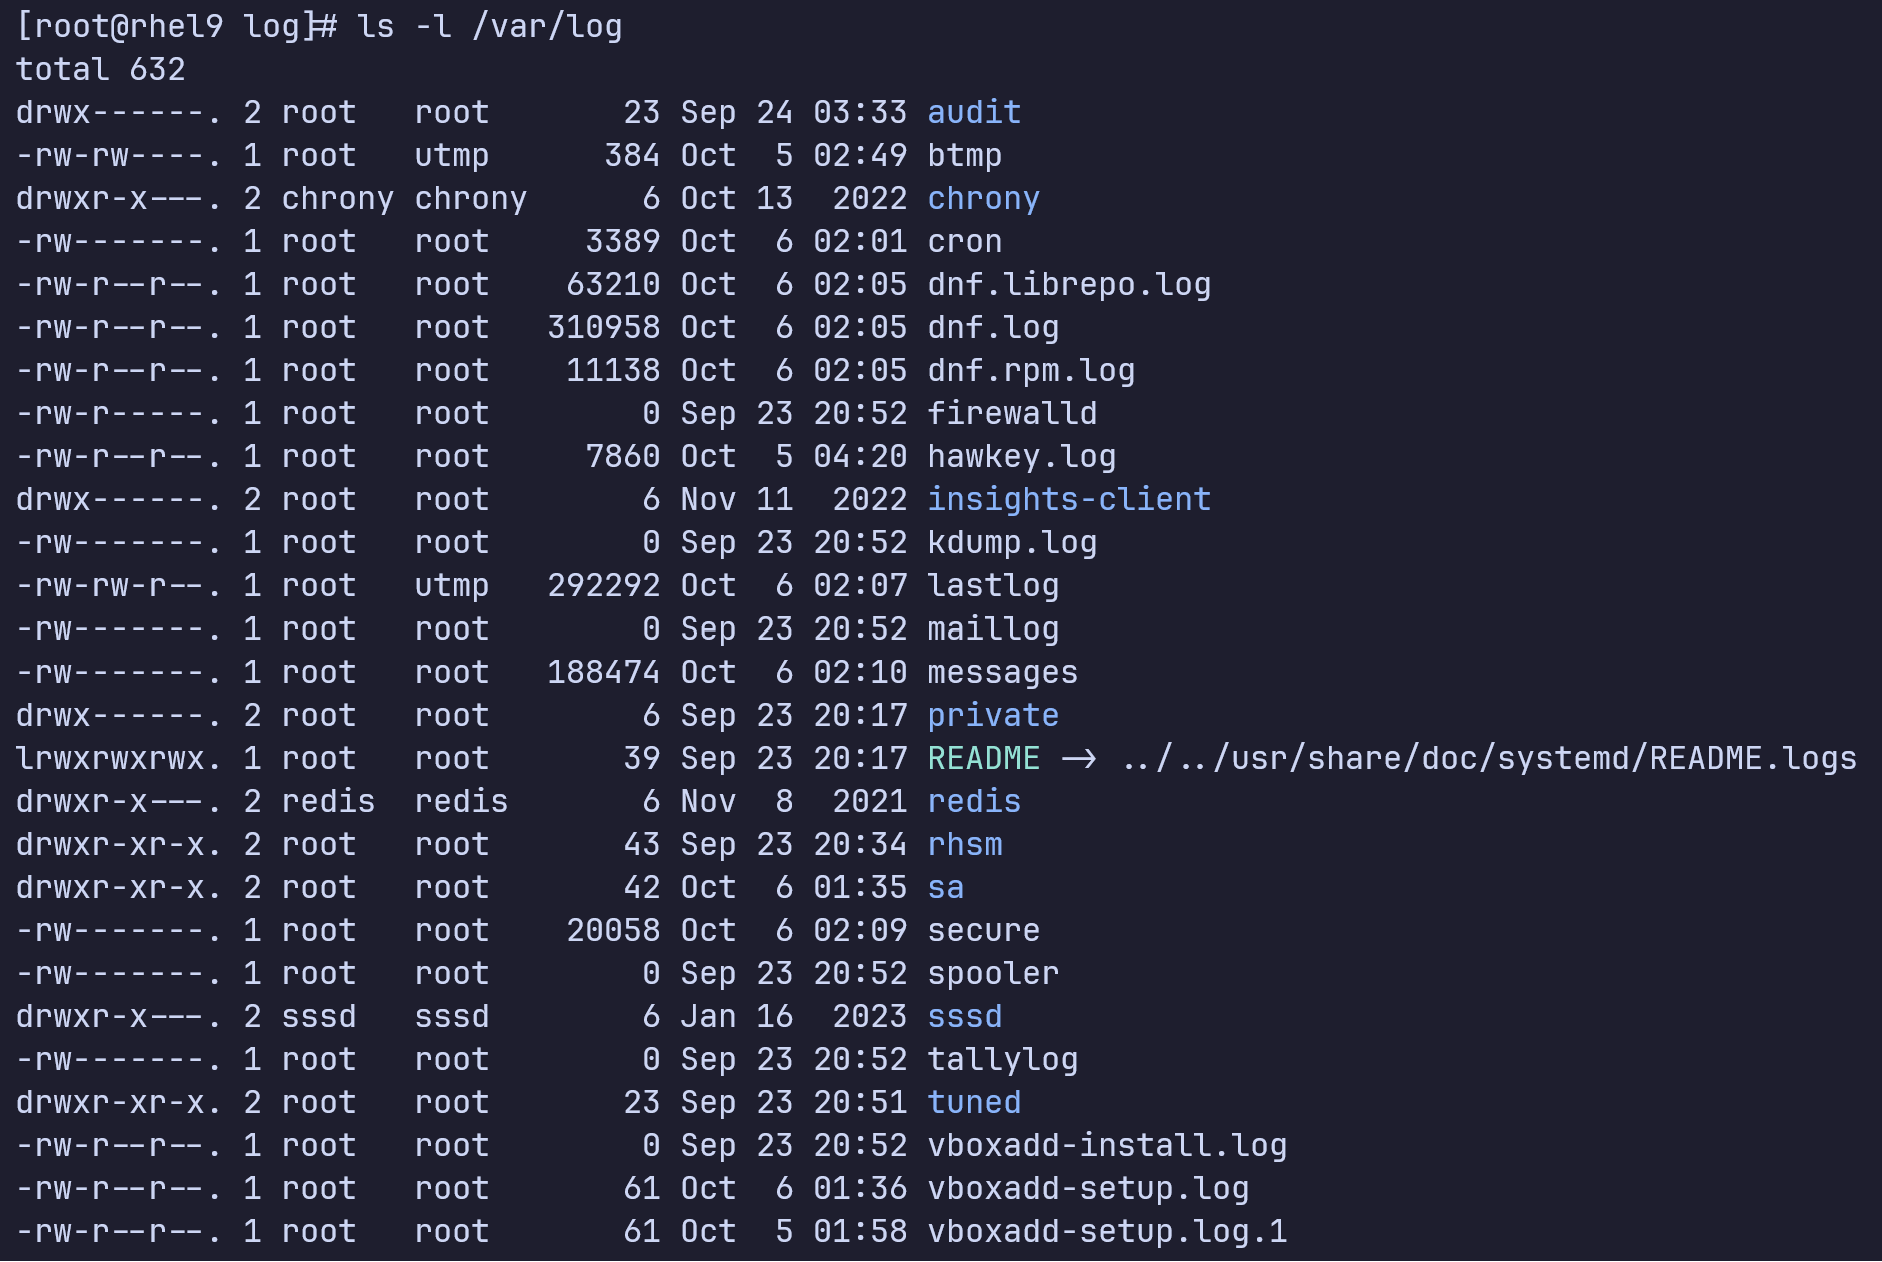 [root@rhel9 log]# ls -l /var/log
total 632
drwx------. 2 root   root       23 Sep 24 03:33 audit
-rw-rw----. 1 root   utmp      384 Oct  5 02:49 btmp
drwxr-x---. 2 chrony chrony      6 Oct 13  2022 chrony
-rw-------. 1 root   root     3389 Oct  6 02:01 cron
-rw-r--r--. 1 root   root    63210 Oct  6 02:05 dnf.librepo.log
-rw-r--r--. 1 root   root   310958 Oct  6 02:05 dnf.log
-rw-r--r--. 1 root   root    11138 Oct  6 02:05 dnf.rpm.log
-rw-r-----. 1 root   root        0 Sep 23 20:52 firewalld
-rw-r--r--. 1 root   root     7860 Oct  5 04:20 hawkey.log
drwx------. 2 root   root        6 Nov 11  2022 insights-client
-rw-------. 1 root   root        0 Sep 23 20:52 kdump.log
-rw-rw-r--. 1 root   utmp   292292 Oct  6 02:07 lastlog
-rw-------. 1 root   root        0 Sep 23 20:52 maillog
-rw-------. 1 root   root   188474 Oct  6 02:10 messages
drwx------. 2 root   root        6 Sep 23 20:17 private
lrwxrwxrwx. 1 root   root       39 Sep 23 20:17 README -> ../../usr/share/doc/systemd/README.logs
drwxr-x---. 2 redis  redis       6 Nov  8  2021 redis
drwxr-xr-x. 2 root   root       43 Sep 23 20:34 rhsm
drwxr-xr-x. 2 root   root       42 Oct  6 01:35 sa
-rw-------. 1 root   root    20058 Oct  6 02:09 secure
-rw-------. 1 root   root        0 Sep 23 20:52 spooler
drwxr-x---. 2 sssd   sssd        6 Jan 16  2023 sssd
-rw-------. 1 root   root        0 Sep 23 20:52 tallylog
drwxr-xr-x. 2 root   root       23 Sep 23 20:51 tuned
-rw-r--r--. 1 root   root        0 Sep 23 20:52 vboxadd-install.log
-rw-r--r--. 1 root   root       61 Oct  6 01:36 vboxadd-setup.log
-rw-r--r--. 1 root   root       61 Oct  5 01:58 vboxadd-setup.log.1